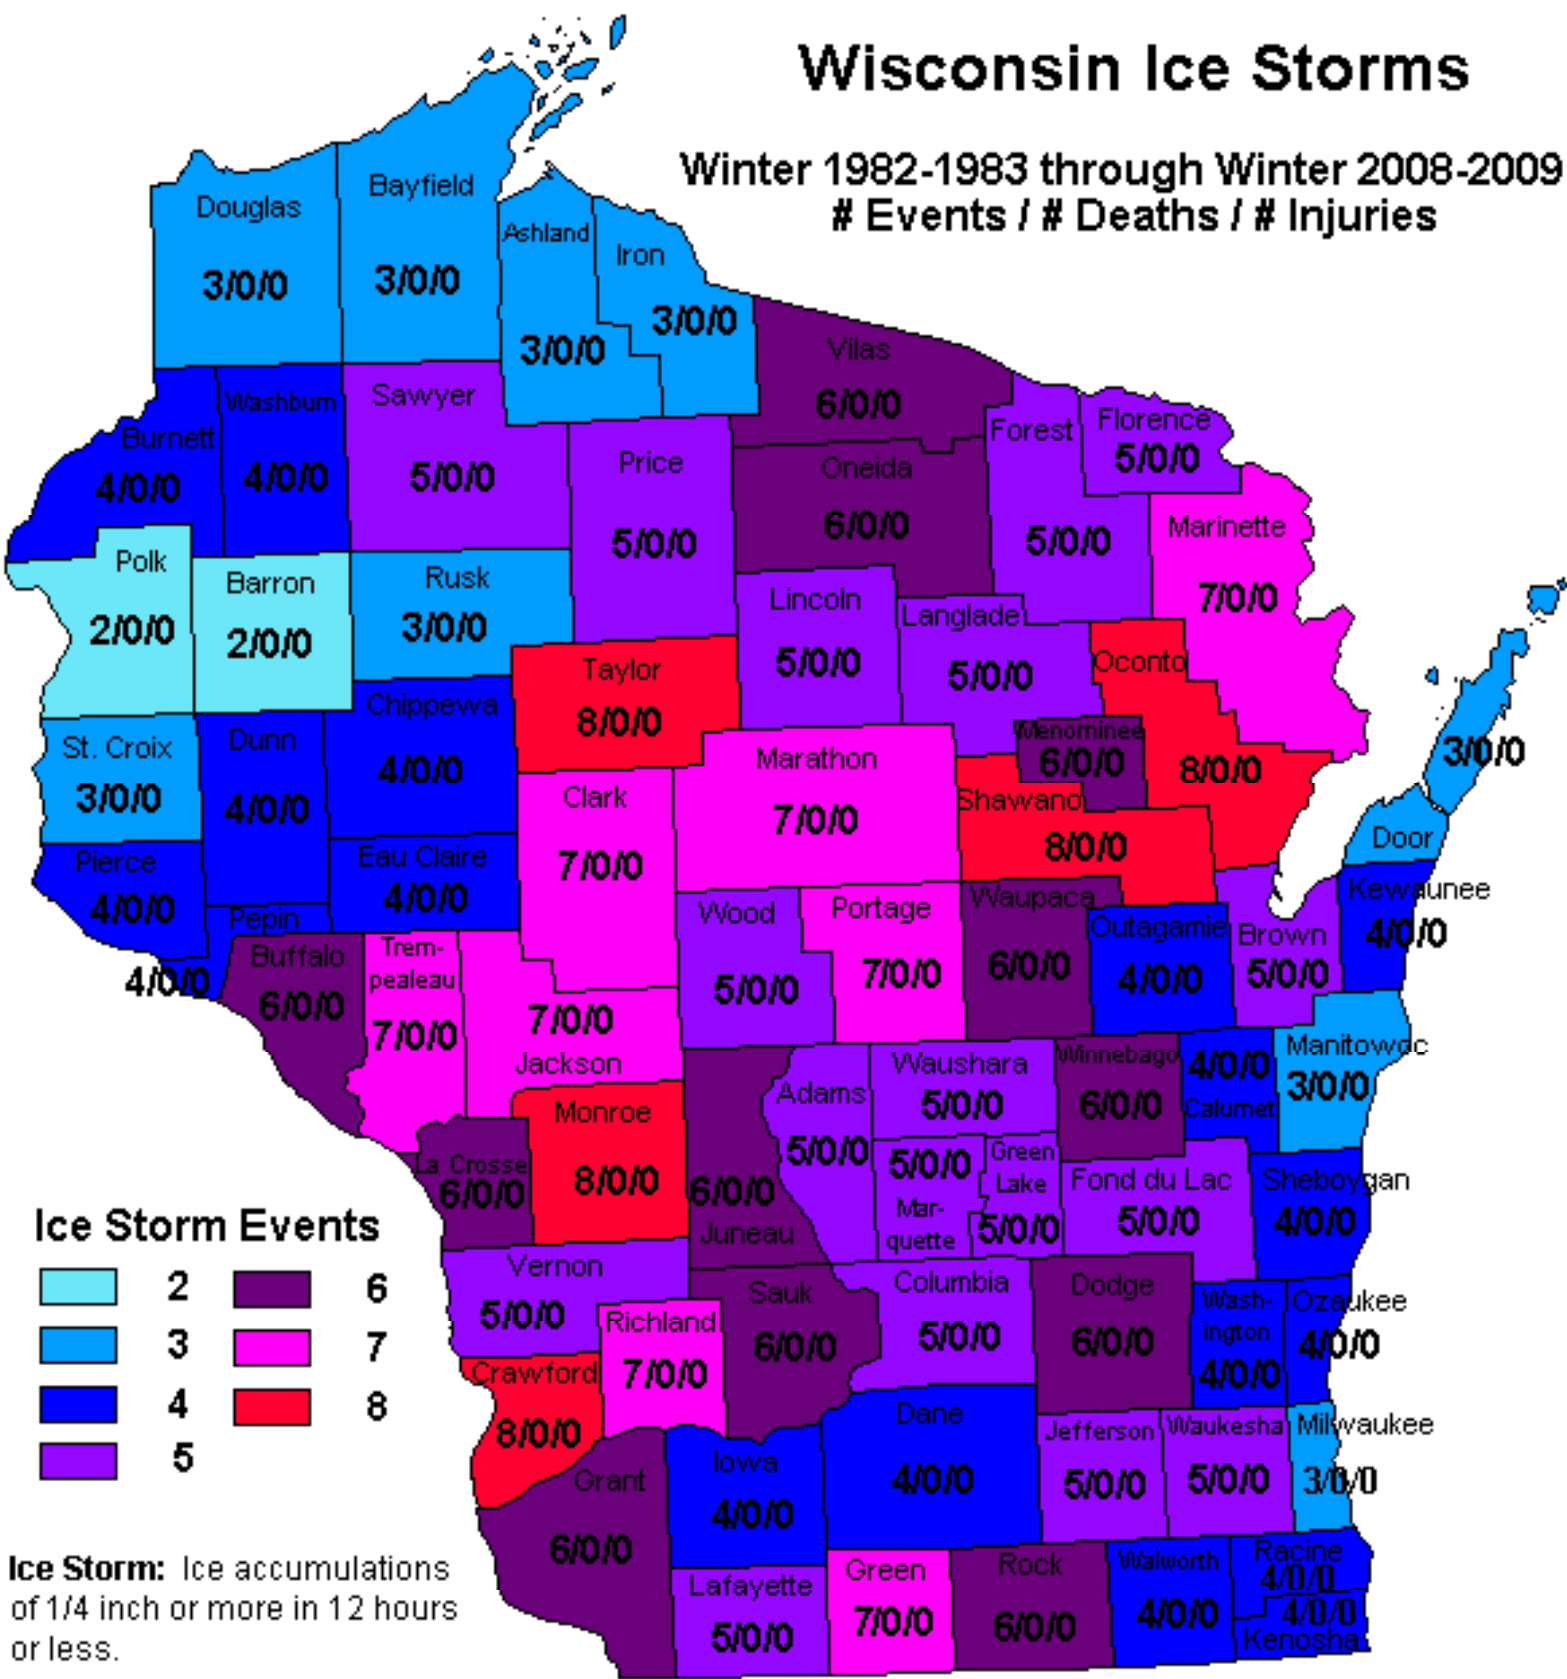 Wisconsin Ice Storms
Winter 1982-1983 through Winter 2008-2009
# Events / # Deaths / # Injuries
Douglas
3/0/0
Bayfield
3/0/0
Ashland
3/0/0
Iron
3/0/0
Vilas
6/0/0
Burnett
4/0/0
Washburn
4/0/0
Sawyer
5/0/0
Price
5/0/0
Oneida
6/0/0
Forest
5/0/0
Florence
5/0/0
Marinette
7/0/0
Polk
2/0/0
Barron
2/0/0
Rusk
3/0/0
Lincoln
5/0/0
Langlade
5/0/0
Taylor
8/0/0
Oconto
8/0/0
Chippewa
4/0/0
St. Croix
3/0/0
Dunn
4/0/0
Marathon
7/0/0
Menominee
6/0/0
3/0/0
Door
Clark
7/0/0
Shawano
8/0/0
Pierce
4/0/0
Eau Claire
4/0/0
Pepin
4/0/0
Buffalo
6/0/0
Trem-
pealeau
7/0/0
7/0/0
Jackson
Wood
5/0/0
Portage
7/0/0
Waupaca
6/0/0
Outagamie
4/0/0
Brown
5/0/0
Kewaunee
4/0/0
Adams
5/0/0
Waushara
5/0/0
Winnebago
6/0/0
4/0/0
Calumet
Manitowoc
3/0/0
Monroe
8/0/0
La Crosse
6/0/0
6/0/0
Juneau
5/0/0
Mar-
quette
Green
Lake
5/0/0
Fond du Lac
5/0/0
Sheboygan
4/0/0
Vernon
5/0/0
Richland
7/0/0
Sauk
6/0/0
Columbia
5/0/0
Dodge
6/0/0
Wash-
ington
4/0/0
Ozaukee
4/0/0
Crawford
8/0/0
Grant
6/0/0
Iowa
4/0/0
Dane
4/0/0
Jefferson
5/0/0
Waukesha
5/0/0
Milwaukee
3/0/0
Lafayette
5/0/0
Green
7/0/0
Rock
6/0/0
Walworth
4/0/0
Racine
4/0/0
4/0/0
Kenosha
Ice Storm Events
2 6
3 7
4 8
5
Ice Storm: Ice accumulations
of 1/4 inch or more in 12 hours
or less.